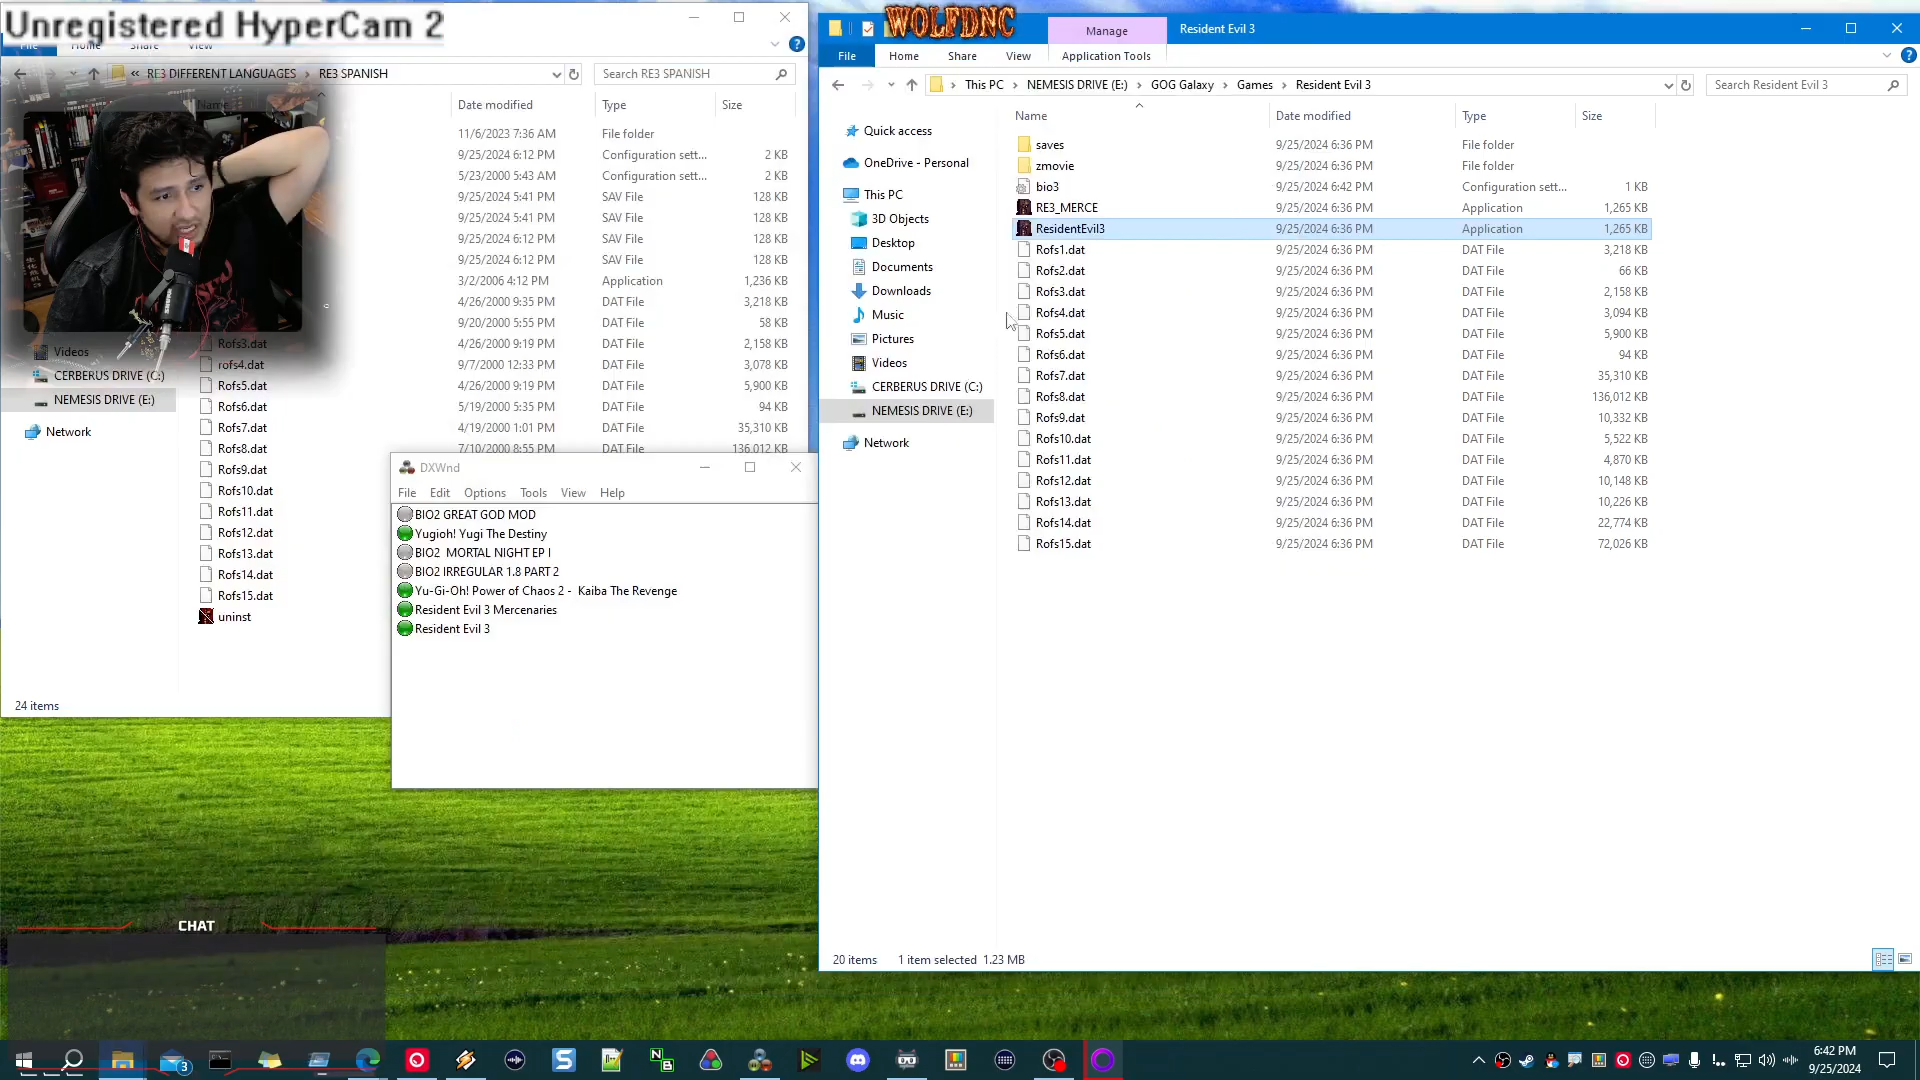 Unregistered HyperCam 2
WOLFDNC
Manage
Resident Evil 3
File Home Share View
File Home Share View Application Tools
« RE3 DIFFERENT LANGUAGES › RE3 SPANISH
Search RE3 SPANISH
This PC › NEMESIS DRIVE (E:) › GOG Galaxy › Games › Resident Evil 3
Search Resident Evil 3
Name Date modified Type Size
11/6/2023 7:36 AM File folder
9/25/2024 6:12 PM Configuration sett... 2 KB
5/23/2000 5:43 AM Configuration sett... 2 KB
9/25/2024 5:41 PM SAV File 128 KB
9/25/2024 5:41 PM SAV File 128 KB
9/25/2024 6:12 PM SAV File 128 KB
9/25/2024 6:12 PM SAV File 128 KB
3/2/2006 4:12 PM Application 1,236 KB
4/26/2000 9:35 PM DAT File 3,218 KB
9/20/2000 5:55 PM DAT File 58 KB
Rofs3.dat 4/26/2000 9:19 PM DAT File 2,158 KB
rofs4.dat 9/7/2000 12:33 PM DAT File 3,078 KB
Rofs5.dat 4/26/2000 9:19 PM DAT File 5,900 KB
Rofs6.dat 5/19/2000 5:35 PM DAT File 94 KB
Rofs7.dat 4/19/2000 1:01 PM DAT File 35,310 KB
Rofs8.dat 7/10/2000 8:55 PM DAT File 136,012 KB
Rofs9.dat
Rofs10.dat
Rofs11.dat
Rofs12.dat
Rofs13.dat
Rofs14.dat
Rofs15.dat
uninst
Videos
CERBERUS DRIVE (C:)
NEMESIS DRIVE (E:)
Network
24 items
DXWnd
File Edit Options Tools View Help
BIO2 GREAT GOD MOD
Yugioh! Yugi The Destiny
BIO2 MORTAL NIGHT EP I
BIO2 IRREGULAR 1.8 PART 2
Yu-Gi-Oh! Power of Chaos 2 - Kaiba The Revenge
Resident Evil 3 Mercenaries
Resident Evil 3
Quick access
OneDrive - Personal
This PC
3D Objects
Desktop
Documents
Downloads
Music
Pictures
Videos
CERBERUS DRIVE (C:)
NEMESIS DRIVE (E:)
Network
Name Date modified Type Size
saves 9/25/2024 6:36 PM File folder
zmovie 9/25/2024 6:36 PM File folder
bio3 9/25/2024 6:42 PM Configuration sett... 1 KB
RE3_MERCE 9/25/2024 6:36 PM Application 1,265 KB
ResidentEvil3 9/25/2024 6:36 PM Application 1,265 KB
Rofs1.dat 9/25/2024 6:36 PM DAT File 3,218 KB
Rofs2.dat 9/25/2024 6:36 PM DAT File 66 KB
Rofs3.dat 9/25/2024 6:36 PM DAT File 2,158 KB
Rofs4.dat 9/25/2024 6:36 PM DAT File 3,094 KB
Rofs5.dat 9/25/2024 6:36 PM DAT File 5,900 KB
Rofs6.dat 9/25/2024 6:36 PM DAT File 94 KB
Rofs7.dat 9/25/2024 6:36 PM DAT File 35,310 KB
Rofs8.dat 9/25/2024 6:36 PM DAT File 136,012 KB
Rofs9.dat 9/25/2024 6:36 PM DAT File 10,332 KB
Rofs10.dat 9/25/2024 6:36 PM DAT File 5,522 KB
Rofs11.dat 9/25/2024 6:36 PM DAT File 4,870 KB
Rofs12.dat 9/25/2024 6:36 PM DAT File 10,148 KB
Rofs13.dat 9/25/2024 6:36 PM DAT File 10,226 KB
Rofs14.dat 9/25/2024 6:36 PM DAT File 22,774 KB
Rofs15.dat 9/25/2024 6:36 PM DAT File 72,026 KB
20 items 1 item selected 1.23 MB
CHAT
3
6:42 PM
9/25/2024